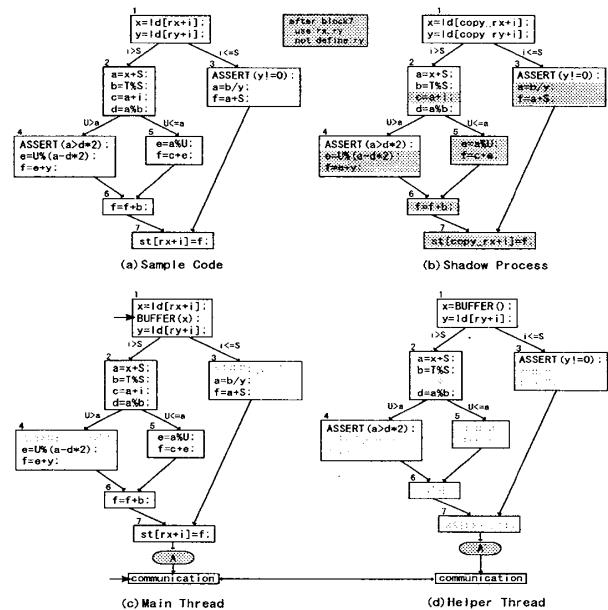 1
x=ld[rx+i];
y=ld[ry+i];
i>S
i<=S
2
a=x+S;
b=T%S;
c=a+i;
d=a%b;
3
ASSERT(y!=0);
a=b/y;
f=a+S;
U>a
U<=a
4
ASSERT(a>d*2);
e=U%(a-d*2);
f=e+y;
5
e=a%U;
f=c+e;
6
f=f+b;
7
st[rx+i]=f;
(a)Sample Code
after block7
use rx,ry
not define ry
1
x=ld[copy_rx+i];
y=ld[copy ry+i];
i>S
i<=S
2
a=x+S;
b=T%S;
c=a+i;
d=a%b;
3
ASSERT(y!=0);
a=b/y;
f=a+S;
U>a
U<=a
4
ASSERT(a>d*2);
e=U%(a-d*2);
f=e+y;
5
e=a%U;
f=c+e;
6
f=f+b;
7
st[copy_rx+i]=f;
(b)Shadow Process
1
x=ld[rx+i];
BUFFER(x);
y=ld[ry+i];
i>S
i<=S
2
a=x+S;
b=T%S;
c=a+i;
d=a%b;
3
a=b/y;
f=a+S;
U>a
U<=a
4
e=U%(a-d*2);
f=e+y;
5
e=a%U;
f=c+e;
6
f=f+b;
7
st[rx+i]=f;
A
communication
(c)Main Thread
1
x=BUFFER();
y=ld[ry+i];
i>S
i<=S
2
a=x+S;
b=T%S;
d=a%b;
3
ASSERT(y!=0);
U>a
U<=a
4
ASSERT(a>d*2);
5
6
7
A
communication
(d)Helper Thread